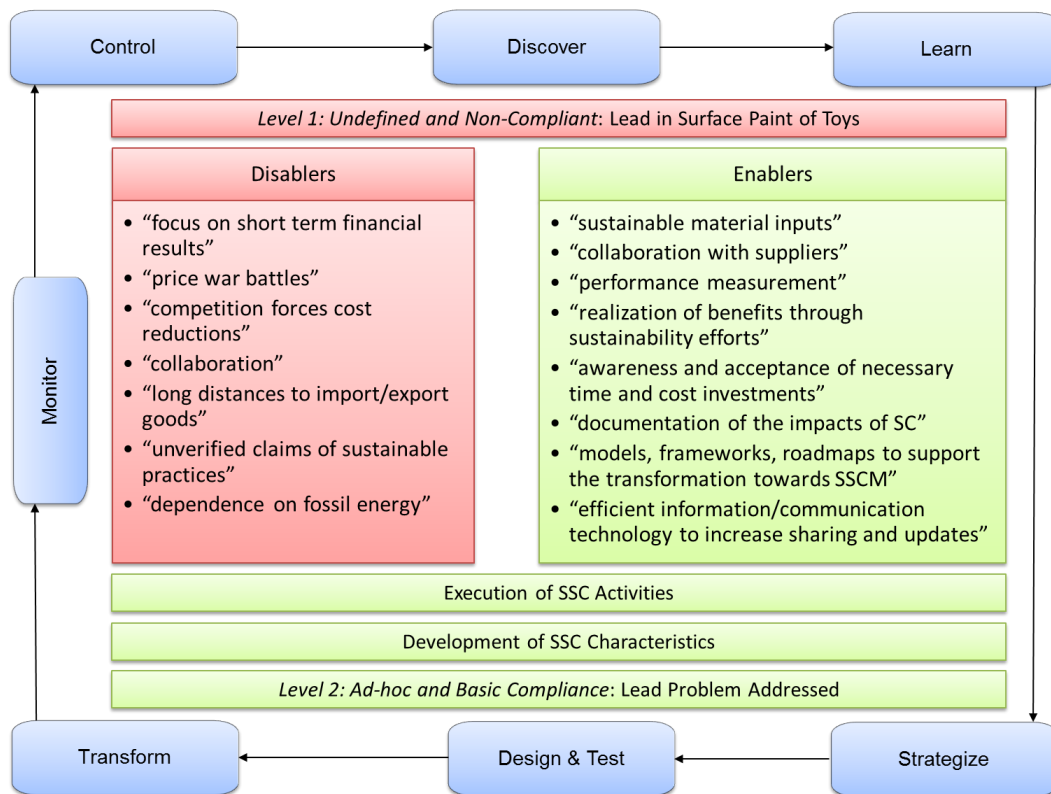 Control
Discover
Learn
Level 1: Undefined and Non-Compliant: Lead in Surface Paint of Toys
Disablers
• “focus on short term financial
results”
• “price war battles”
• “competition forces cost
reductions”
• “collaboration”
• “long distances to import/export
goods”
• “unverified claims of sustainable
practices”
• “dependence on fossil energy”
Enablers
• “sustainable material inputs”
• “collaboration with suppliers”
• “performance measurement”
• “realization of benefits through
sustainability efforts”
• “awareness and acceptance of necessary
time and cost investments”
• “documentation of the impacts of SC”
• “models, frameworks, roadmaps to support
the transformation towards SSCM”
• “efficient information/communication
technology to increase sharing and updates”
Monitor
Execution of SSC Activities
Development of SSC Characteristics
Level 2: Ad-hoc and Basic Compliance: Lead Problem Addressed
Transform
Design & Test
Strategize